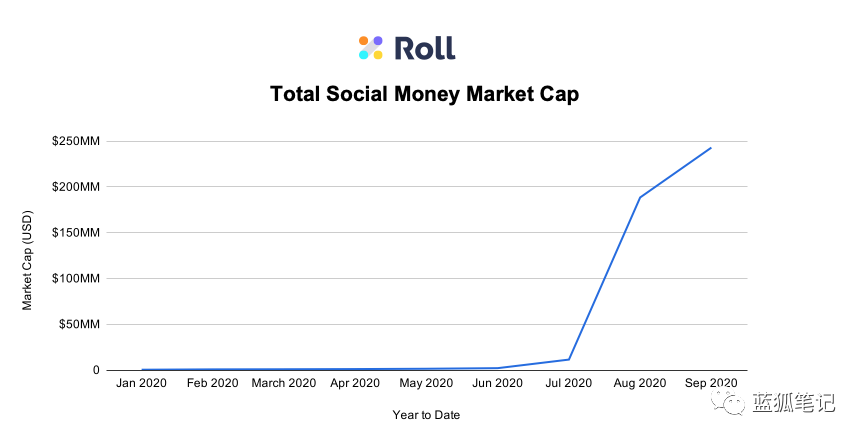 Roll
Total Social Money Market Cap
$250MM
$200MM
$150MM
$100MM
$50MM
0
Market Cap (USD)
Jan 2020 Feb 2020 March 2020 Apr 2020 May 2020 Jun 2020 Jul 2020 Aug 2020 Sep 2020
Year to Date
蓝狐笔记